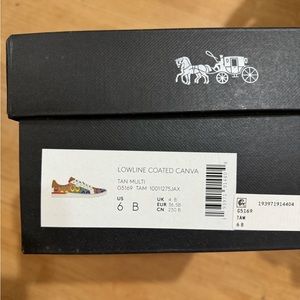 LOWLINE COATED CANVA
TAN MULTI
G5169 TAM 10011275JAX
US
6 B
UK 4 B
EUR 36.5B
CN 230 B
193971914404
G5169
TAM
6 B